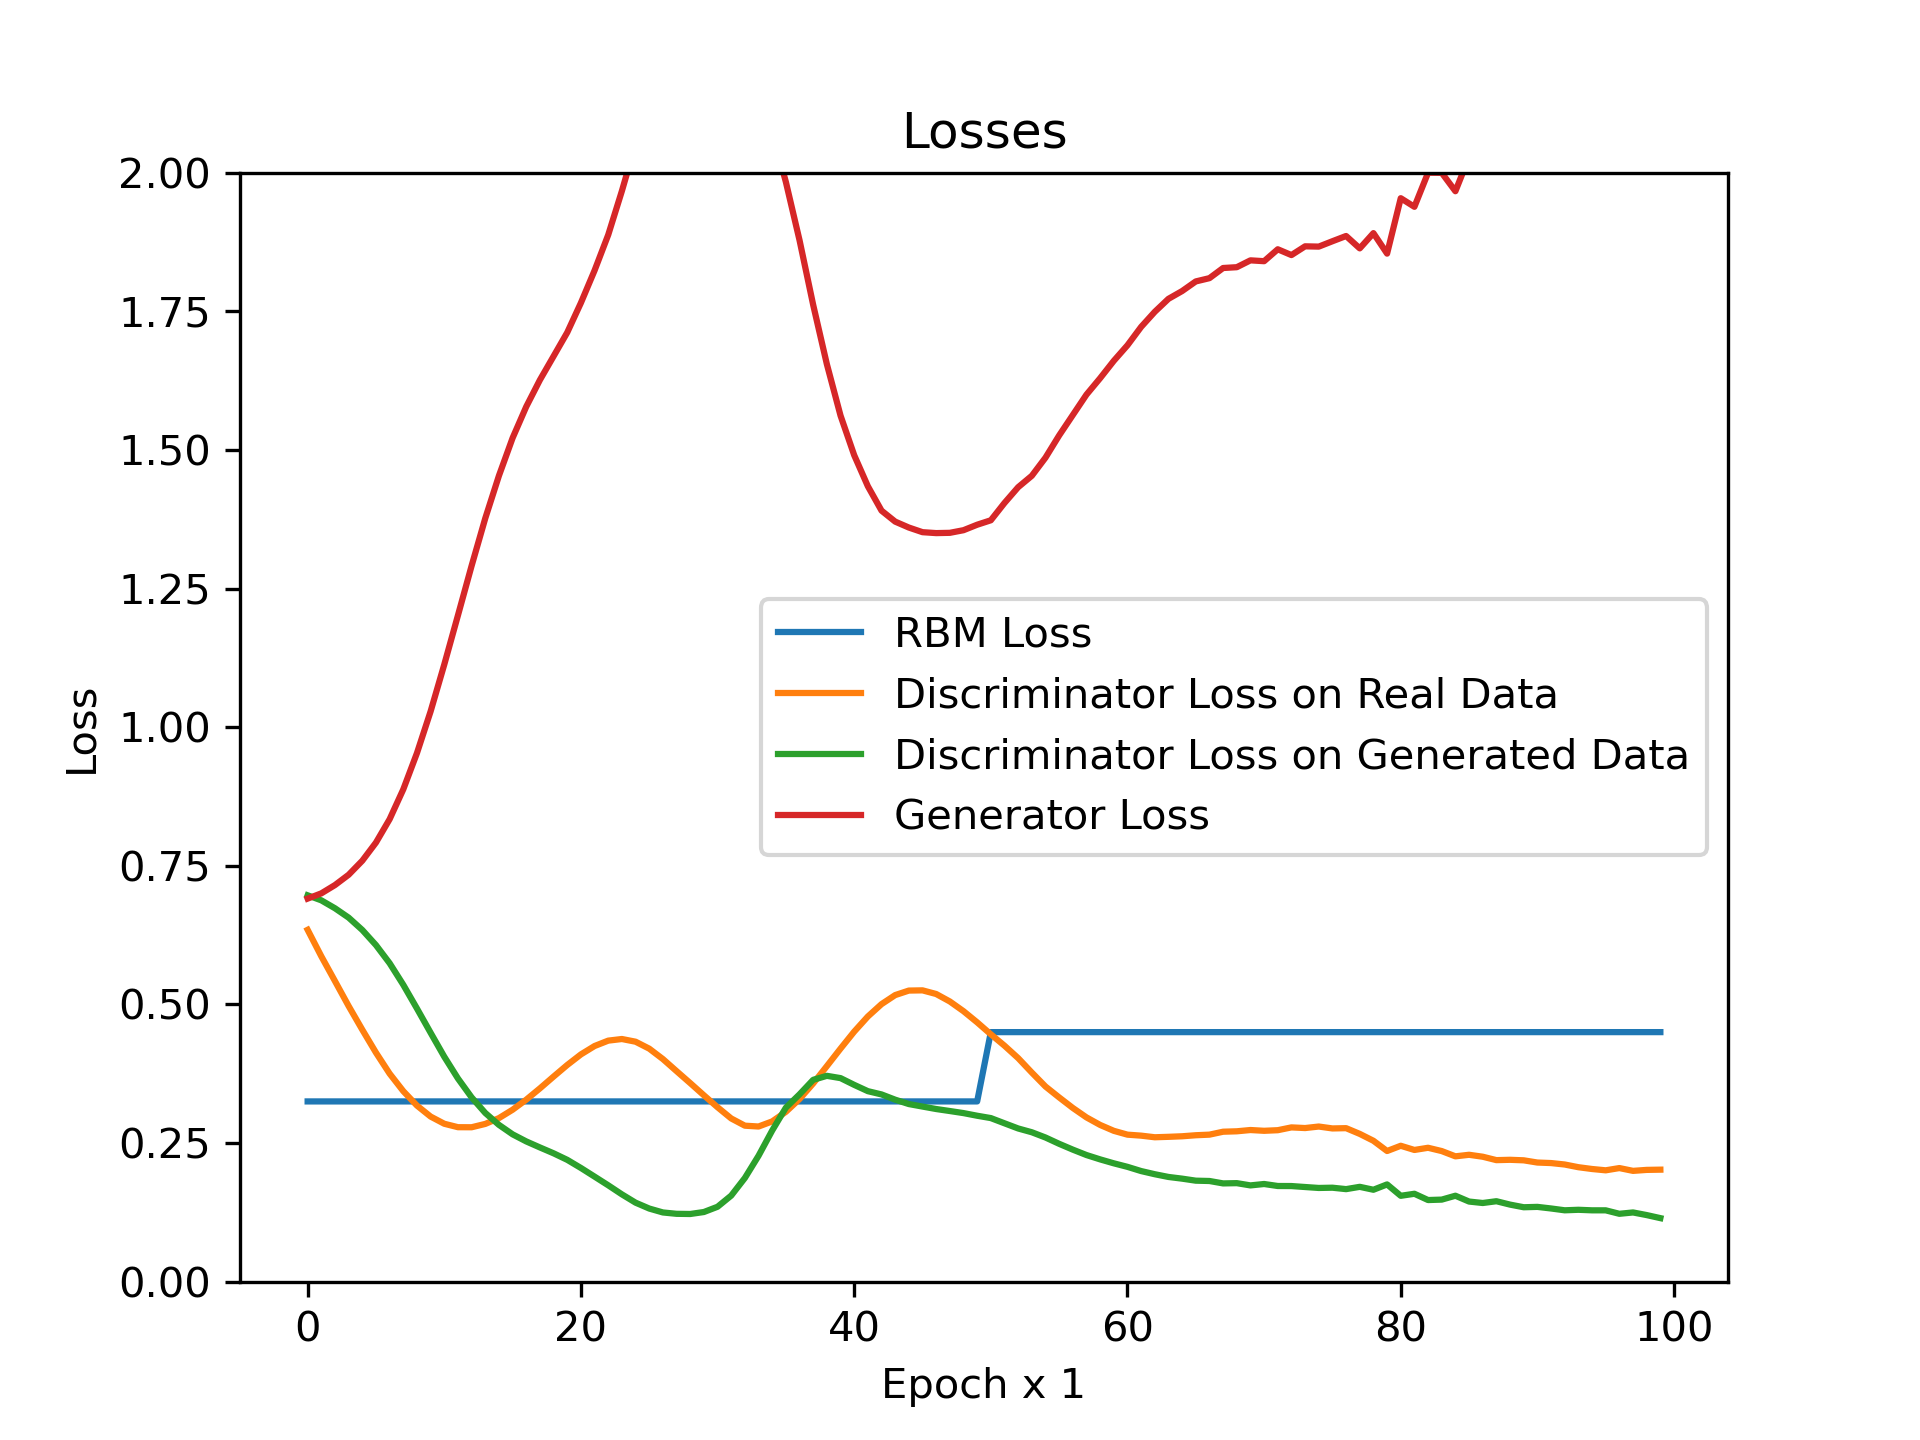 Losses
2.00
1.75
1.50
1.25
1.00
0.75
0.50
0.25
0.00
Loss
RBM Loss
Discriminator Loss on Real Data
Discriminator Loss on Generated Data
Generator Loss
0 20 40 60 80 100
Epoch x 1